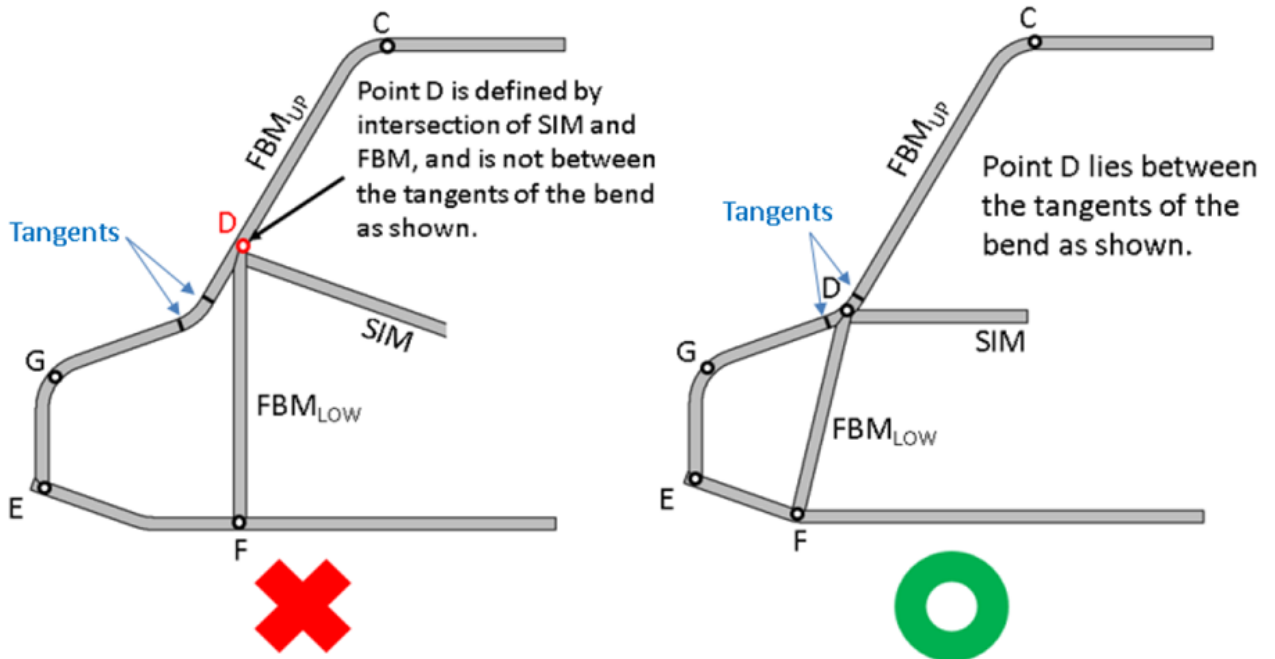 C
FBM_UP
Point D is defined by
intersection of SIM and
FBM, and is not between
the tangents of the bend
as shown.
D
Tangents
SIM
G
FBM_LOW
E
F
C
FBM_UP
Point D lies between
the tangents of the
bend as shown.
Tangents
D
SIM
G
FBM_LOW
E
F